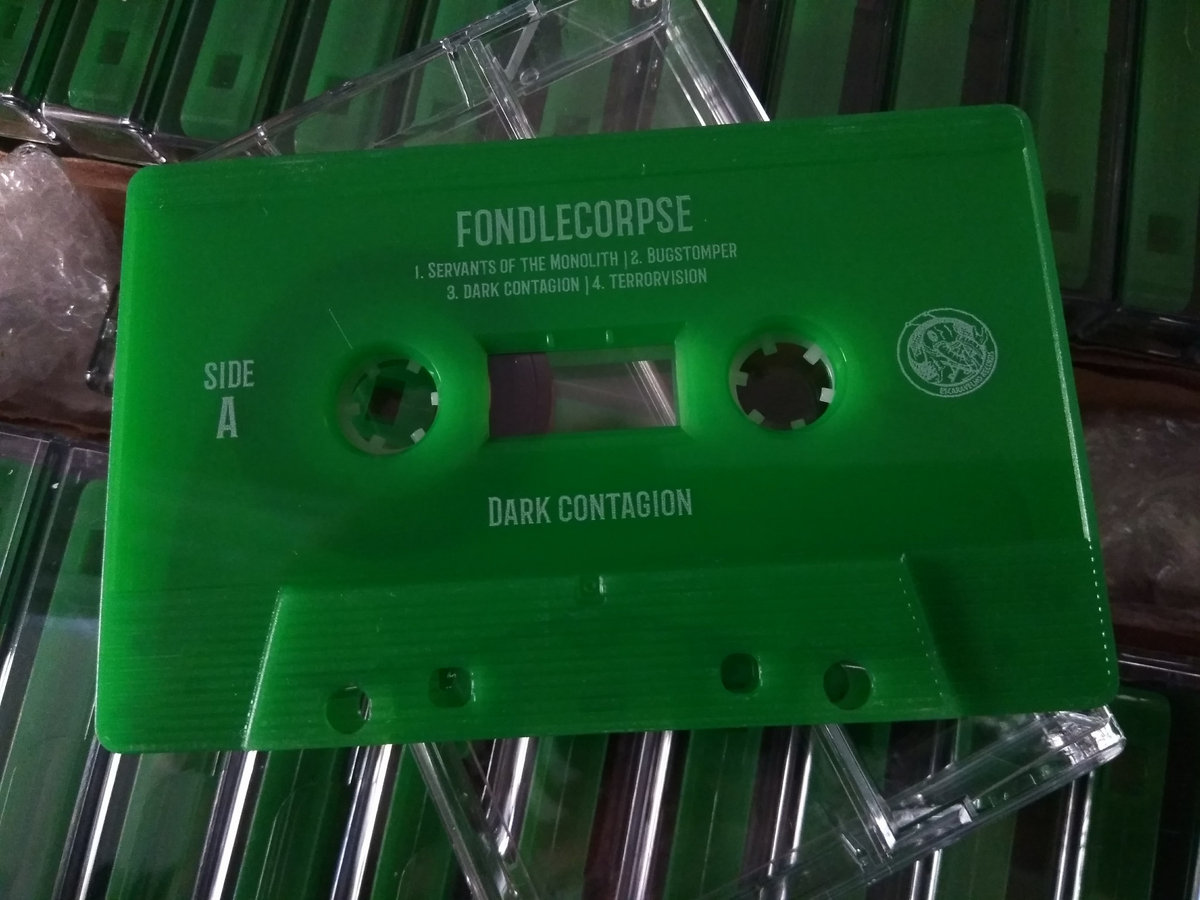 FONDLECORPSE
1. SERVANTS OF THE MONOLITH | 2. BUGSTOMPER
3. DARK CONTAGION | 4. TERRORVISION
SIDE
A
DARK CONTAGION